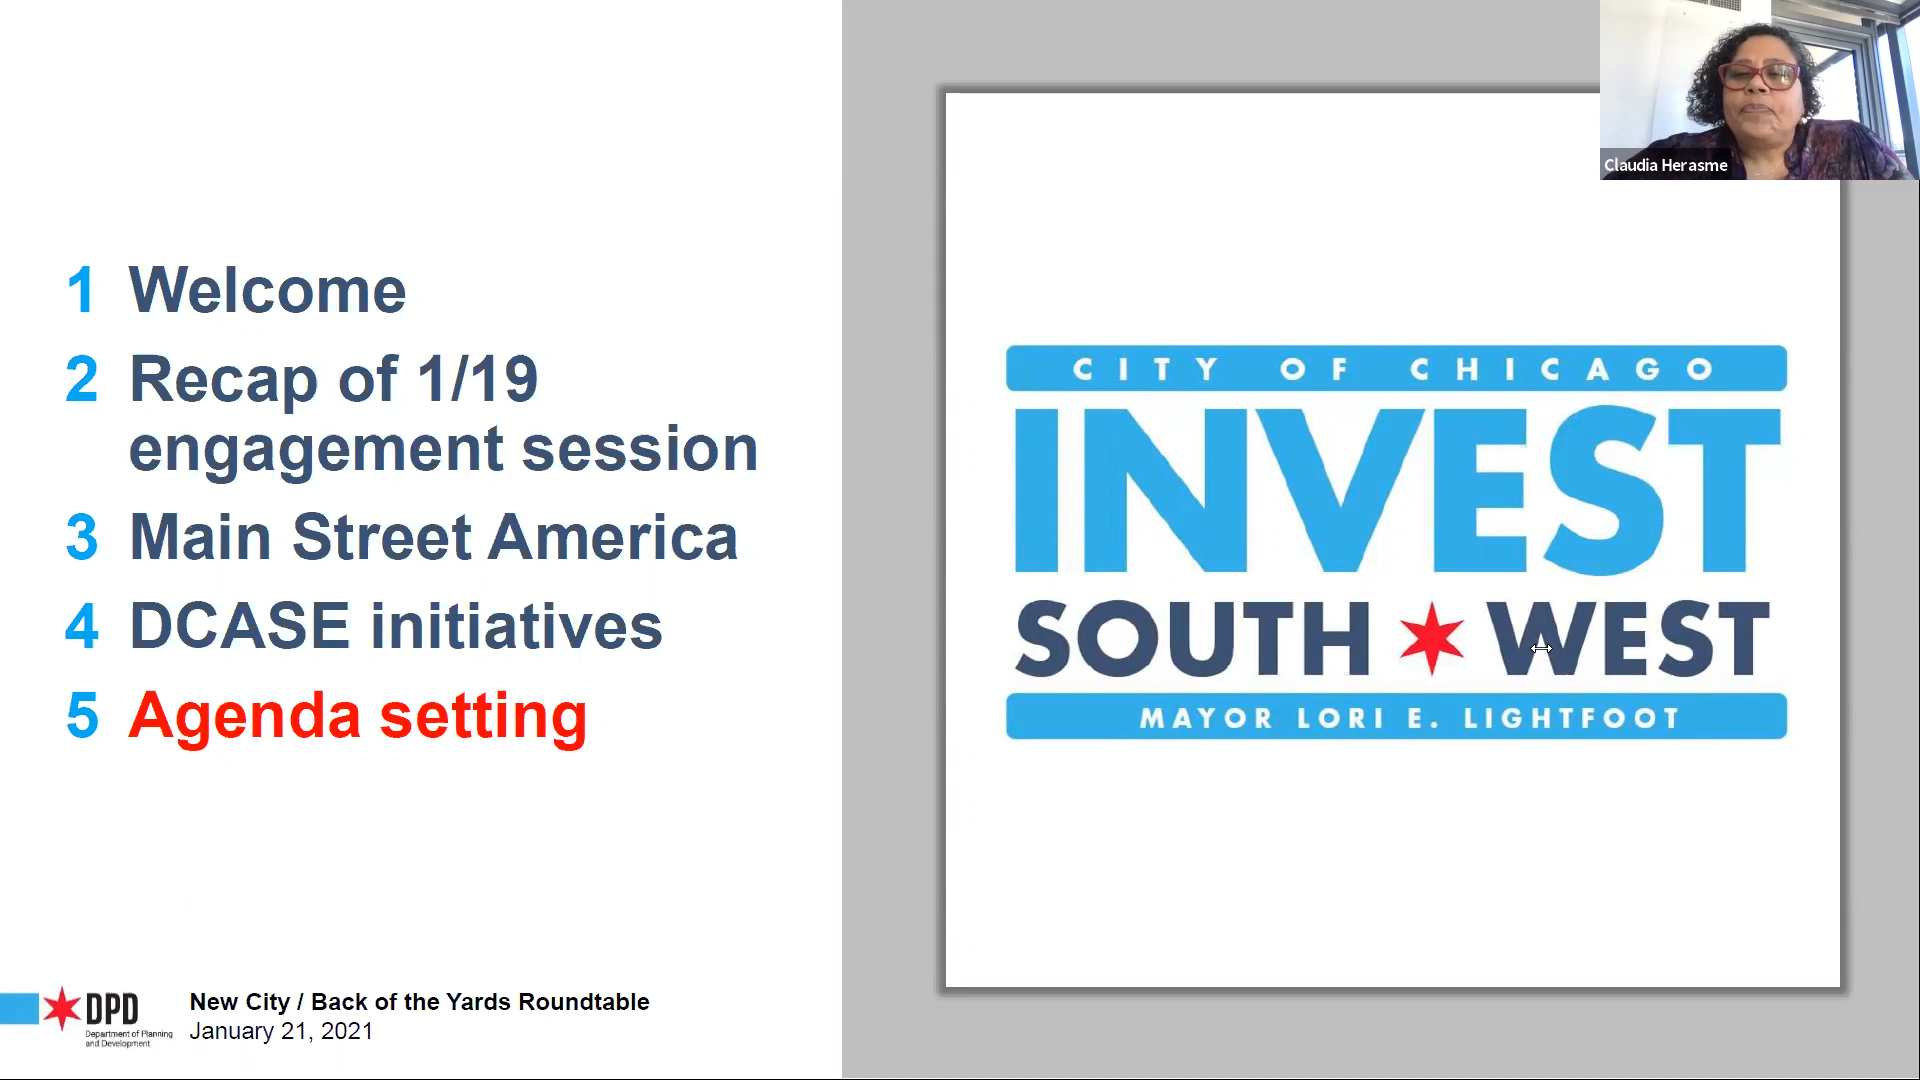 1 Welcome
2 Recap of 1/19
engagement session
3 Main Street America
4 DCASE initiatives
5 Agenda setting
CITY OF CHICAGO
INVEST
SOUTH WEST
MAYOR LORI E. LIGHTFOOT
Claudia Herasme
DPD
Department of Planning
and Development
New City / Back of the Yards Roundtable
January 21, 2021